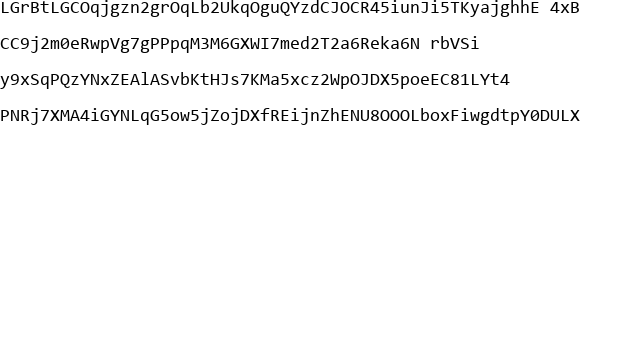 LGrBtLGCOqjgzn2grOqLb2UkqOguQYzdCJOCR45iunJi5TKyajghhE 4xB
CC9j2m0eRwpVg7gPPpqM3M6GXWI7med2T2a6Reka6N rbVSi
y9xSqPQzYNxZEAlASvbKtHJs7KMa5xcz2WpOJDX5poeEC81LYt4
PNRj7XMA4iGYNLqG5ow5jZojDXfREijnZhENU8OOOLboxFiwgdtpY0DULX